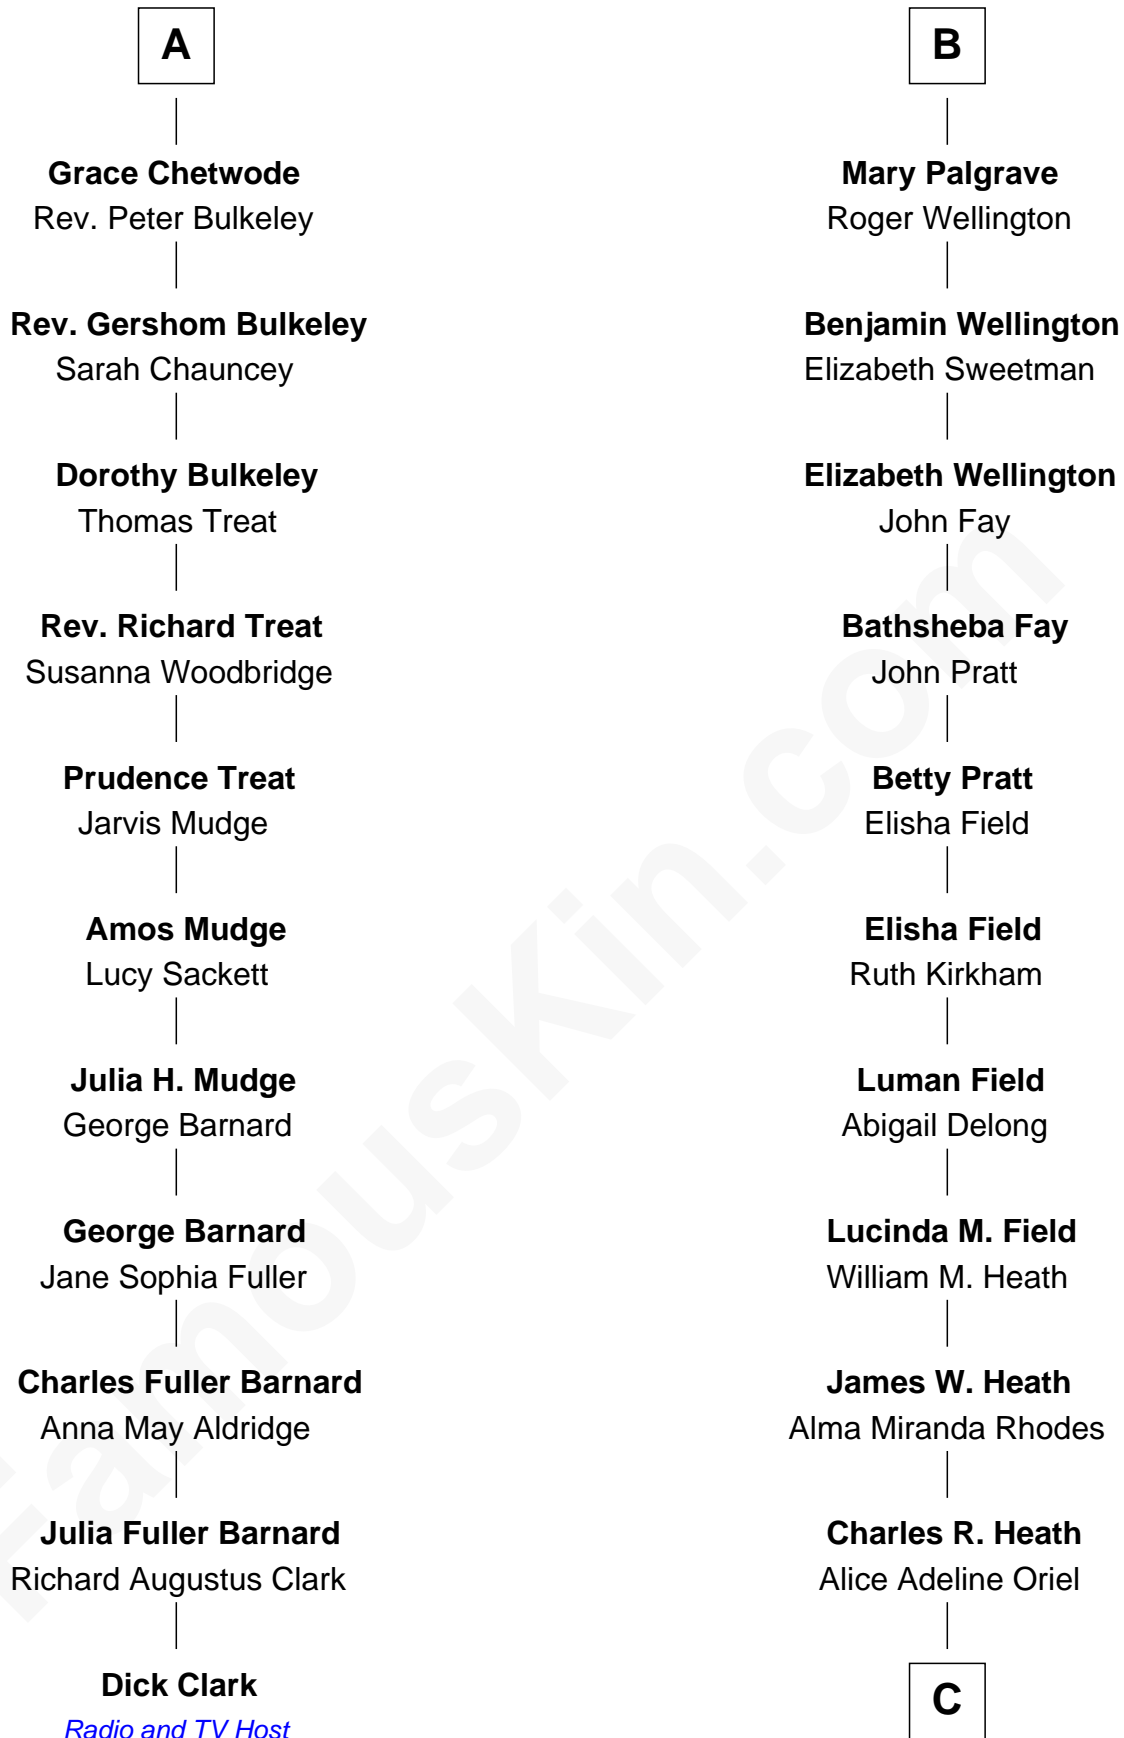 A
Grace Chetwode
Rev. Peter Bulkeley
Rev. Gershom Bulkeley
Sarah Chauncey
Dorothy Bulkeley
Thomas Treat
Rev. Richard Treat
Susanna Woodbridge
Prudence Treat
Jarvis Mudge
Amos Mudge
Lucy Sackett
Julia H. Mudge
George Barnard
George Barnard
Jane Sophia Fuller
Charles Fuller Barnard
Anna May Aldridge
Julia Fuller Barnard
Richard Augustus Clark
Dick Clark
Radio and TV Host
B
Mary Palgrave
Roger Wellington
Benjamin Wellington
Elizabeth Sweetman
Elizabeth Wellington
John Fay
Bathsheba Fay
John Pratt
Betty Pratt
Elisha Field
Elisha Field
Ruth Kirkham
Luman Field
Abigail Delong
Lucinda M. Field
William M. Heath
James W. Heath
Alma Miranda Rhodes
Charles R. Heath
Alice Adeline Oriel
C
FamousKin.com